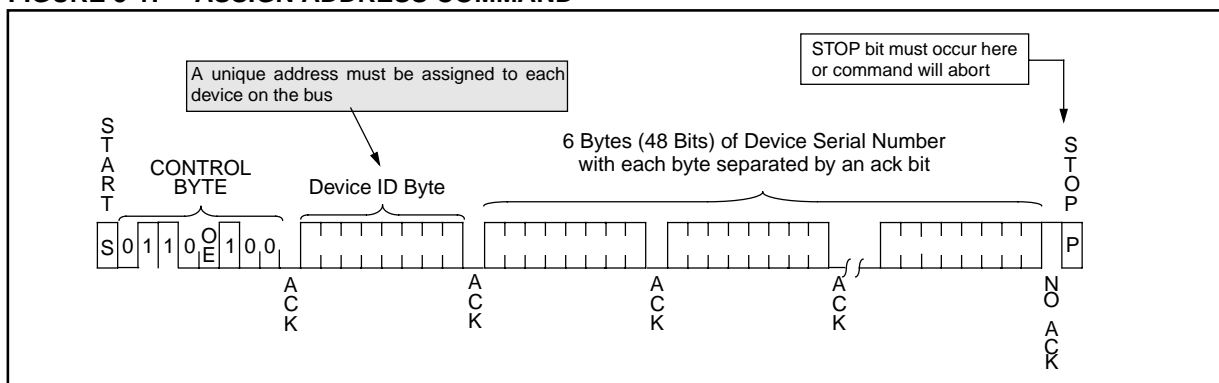 FIGURE 5-1: ASSIGN ADDRESS COMMAND
A unique address must be assigned to each
device on the bus
STOP bit must occur here
or command will abort
START
CONTROL
BYTE
Device ID Byte
6 Bytes (48 Bits) of Device Serial Number
with each byte separated by an ack bit
STOP
S 0 1 1 0 OE 1 0 0 P
ACK
ACK
ACK
ACK
NO ACK